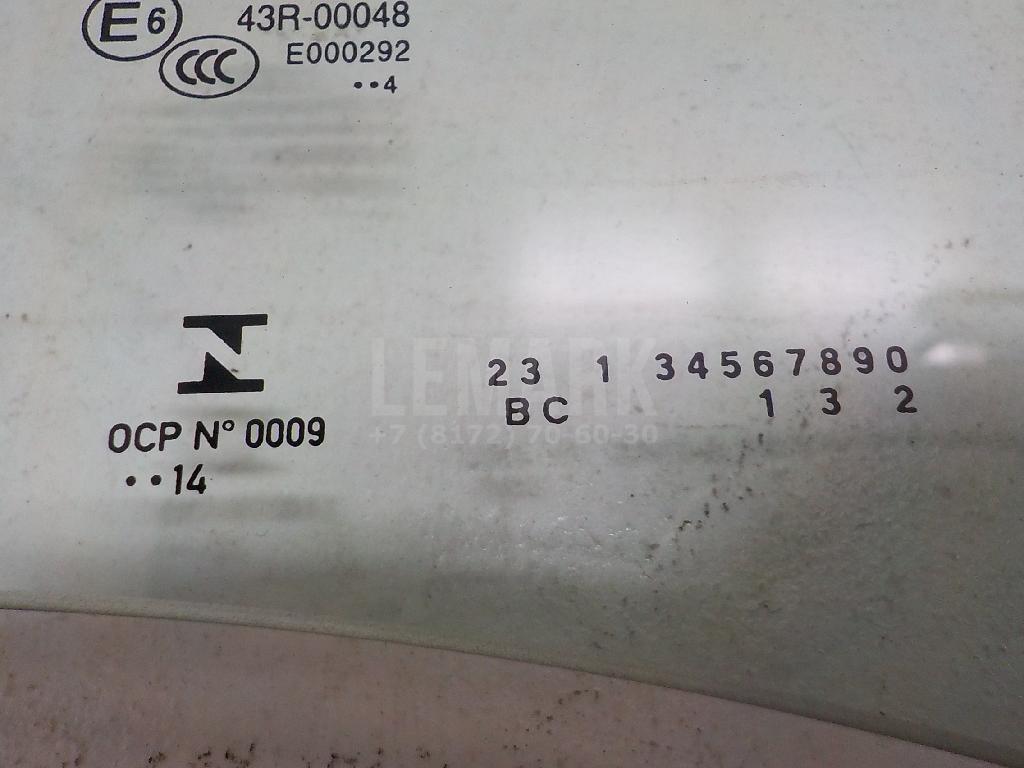 E6 43R-00048
CCC E000292
••4
LEMARK
+7 (8172) 70-60-30
23 1 34567890
BC 1 3 2
OCP N° 0009
••14